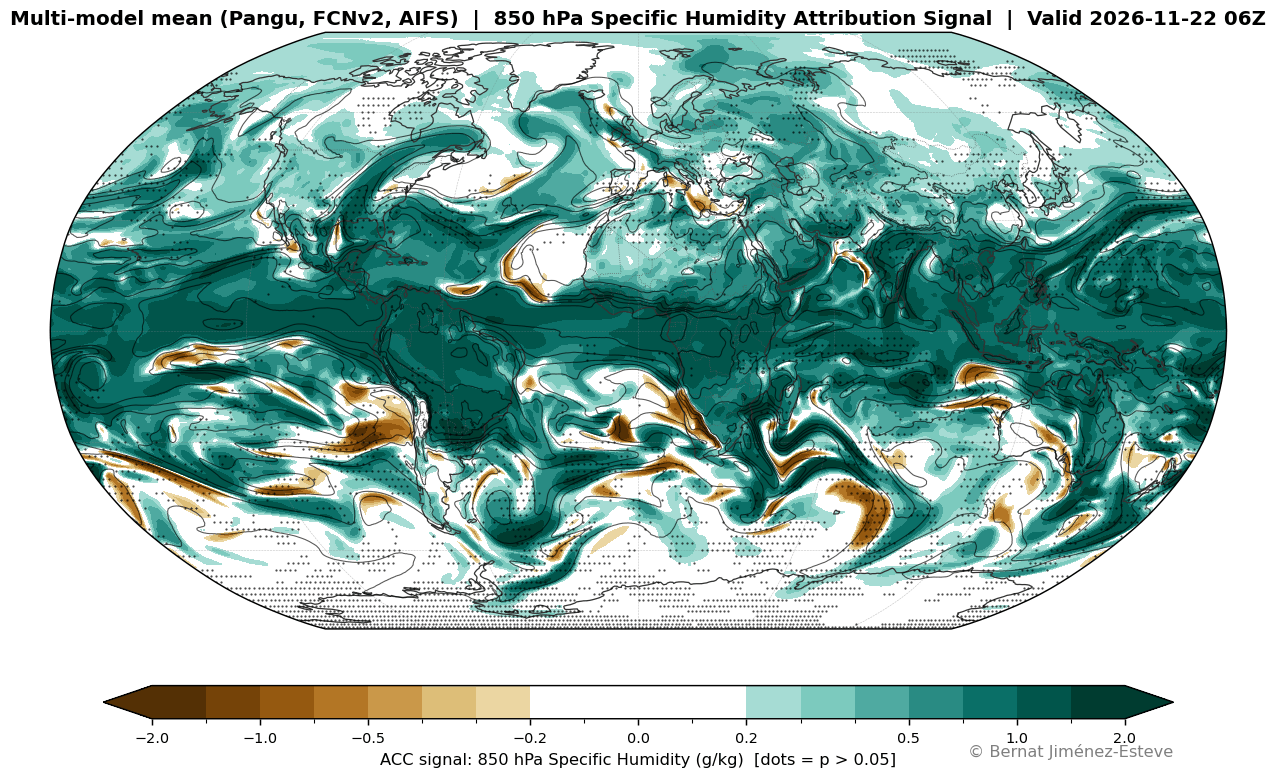 Multi-model mean (Pangu, FCNv2, AIFS)  |  850 hPa Specific Humidity Attribution Signal  |  Valid 2026-11-22 06Z
−2.0 −1.0 −0.5 −0.2 0.0 0.2 0.5 1.0 2.0
ACC signal: 850 hPa Specific Humidity (g/kg)  [dots = p > 0.05]
© Bernat Jiménez-Esteve